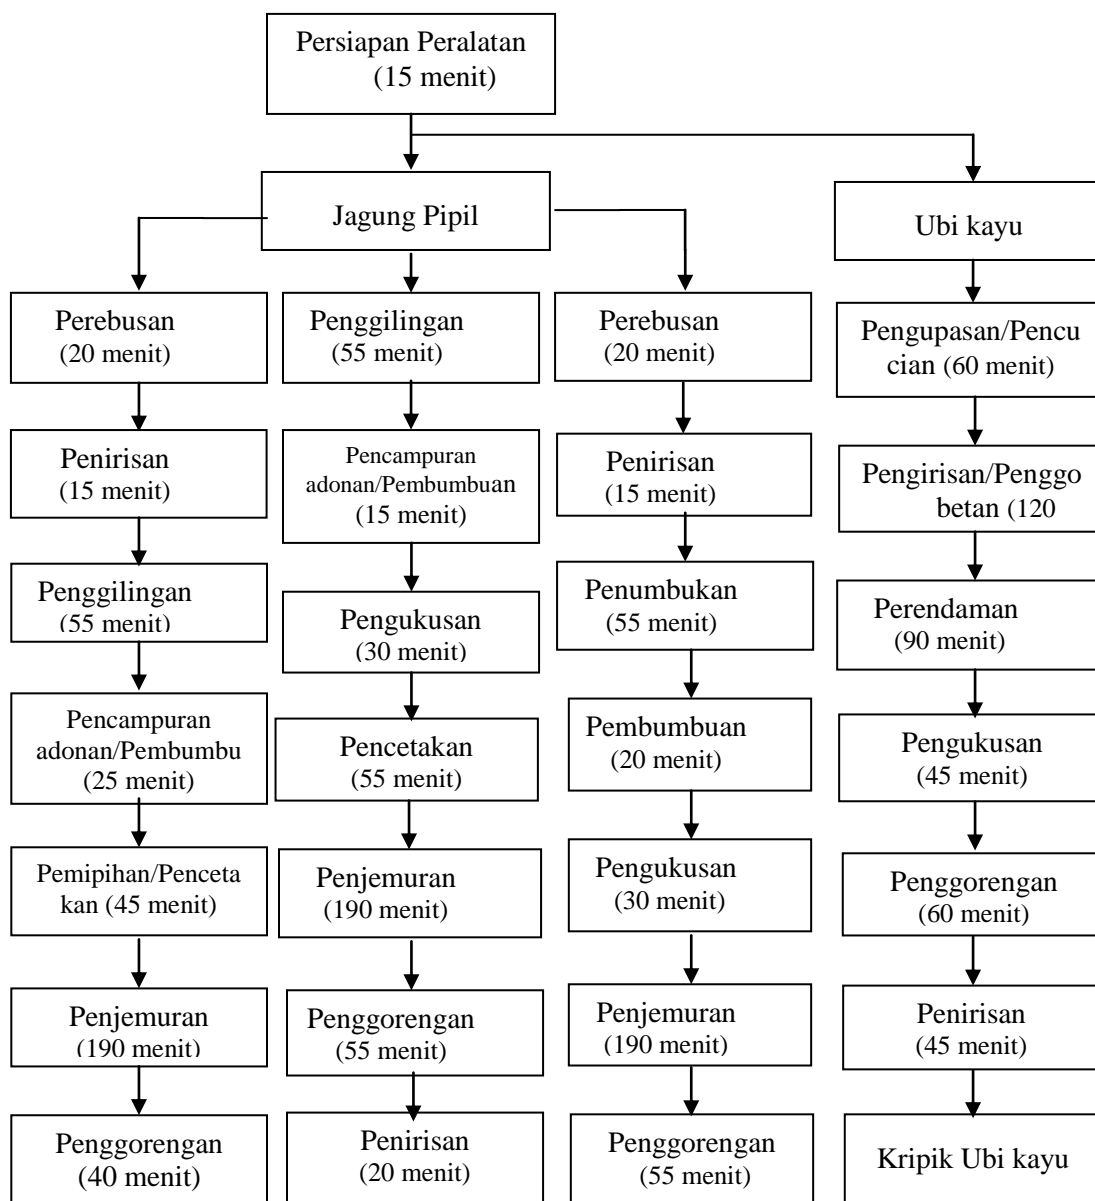 Persiapan Peralatan
(15 menit)
Jagung Pipil
Ubi kayu
Perebusan
(20 menit)
Penirisan
(15 menit)
Penggilingan
(55 menit)
Pencampuran
adonan/Pembumbu
(25 menit)
Pemipihan/Penceta
kan (45 menit)
Penjemuran
(190 menit)
Penggorengan
(40 menit)
Penggilingan
(55 menit)
Pencampuran
adonan/Pembumbuan
(15 menit)
Pengukusan
(30 menit)
Pencetakan
(55 menit)
Penjemuran
(190 menit)
Penggorengan
(55 menit)
Penirisan
(20 menit)
Perebusan
(20 menit)
Penirisan
(15 menit)
Penumbukan
(55 menit)
Pembumbuan
(20 menit)
Pengukusan
(30 menit)
Penjemuran
(190 menit)
Penggorengan
(55 menit)
Pengupasan/Pencu
cian (60 menit)
Pengirisan/Penggo
betan (120
Perendaman
(90 menit)
Pengukusan
(45 menit)
Penggorengan
(60 menit)
Penirisan
(45 menit)
Kripik Ubi kayu